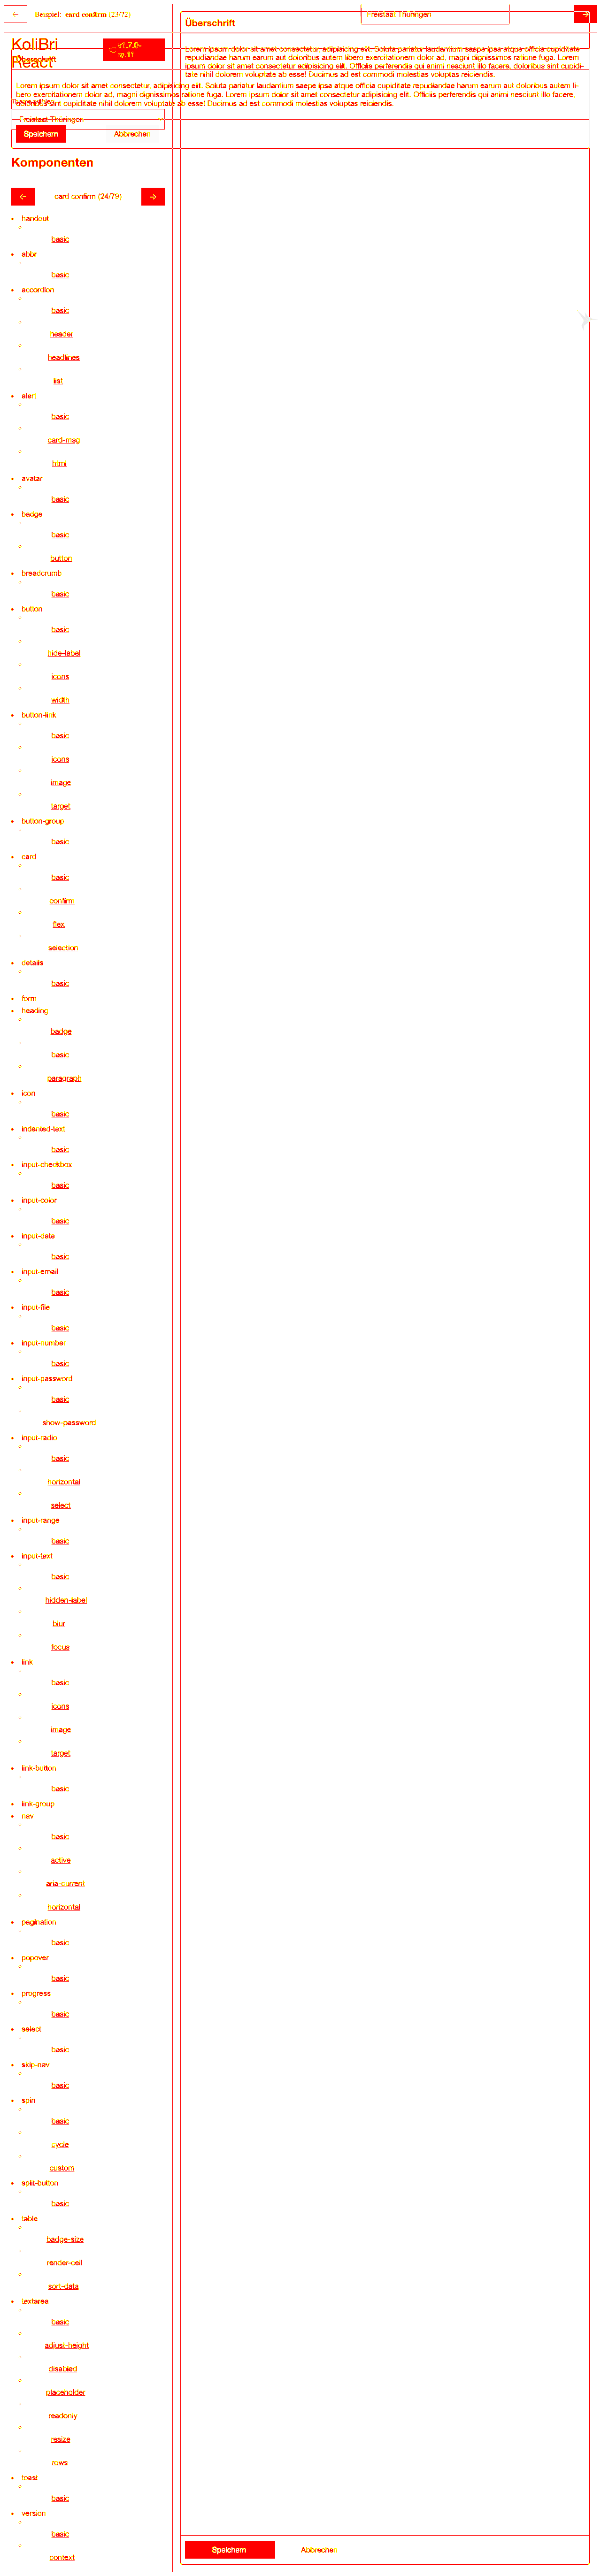 Beispiel: card confirm (23/72)
Freistaat Thüringen
Überschrift
KoliBri
React
v1.7.0-
rc.11
Überschrift
Lorem ipsum dolor sit amet consectetur, adipisicing elit. Soluta pariatur laudantium saepe ipsa atque officia cupiditate
repudiandae harum earum aut doloribus autem libero exercitationem dolor ad, magni dignissimos ratione fuga. Lorem
ipsum dolor sit amet consectetur adipisicing elit. Officiis perferendis qui animi nesciunt illo facere, doloribus sint cupidi-
tate nihil dolorem voluptate ab esse! Ducimus ad est commodi molestias voluptas reiciendis.
Lorem ipsum dolor sit amet consectetur, adipisicing elit. Soluta pariatur laudantium saepe ipsa atque officia cupiditate repudiandae harum earum aut doloribus autem li-
bero exercitationem dolor ad, magni dignissimos ratione fuga. Lorem ipsum dolor sit amet consectetur adipisicing elit. Officiis perferendis qui animi nesciunt illo facere,
doloribus sint cupiditate nihil dolorem voluptate ab esse! Ducimus ad est commodi molestias voluptas reiciendis.
Freistaat Thüringen
Speichern
Abbrechen
Komponenten
card confirm (24/79)
handout
basic
abbr
basic
accordion
basic
header
headlines
list
alert
basic
card-msg
html
avatar
basic
badge
basic
button
breadcrumb
basic
button
basic
hide-label
icons
width
button-link
basic
icons
image
target
button-group
basic
card
basic
confirm
flex
selection
details
basic
form
heading
badge
basic
paragraph
icon
basic
indented-text
basic
input-checkbox
basic
input-color
basic
input-date
basic
input-email
basic
input-file
basic
input-number
basic
input-password
basic
show-password
input-radio
basic
horizontal
select
input-range
basic
input-text
basic
hidden-label
blur
focus
link
basic
icons
image
target
link-button
basic
link-group
nav
basic
active
aria-current
horizontal
pagination
basic
popover
basic
progress
basic
select
basic
skip-nav
basic
spin
basic
cycle
custom
split-button
basic
table
badge-size
render-cell
sort-data
textarea
basic
adjust-height
disabled
placeholder
readonly
resize
rows
toast
basic
version
basic
context
Speichern
Abbrechen